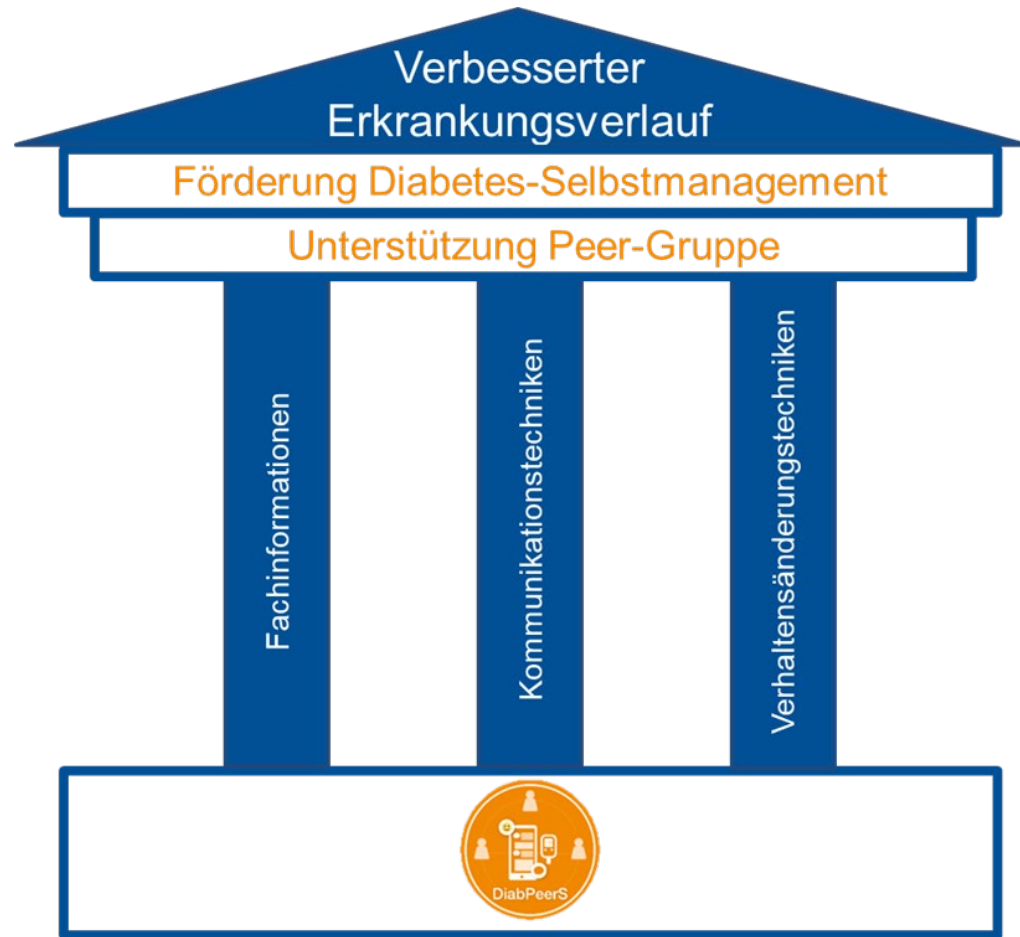 Verbesserter
Erkrankungsverlauf
Förderung Diabetes-Selbstmanagement
Unterstützung Peer-Gruppe
Fachinformationen
Kommunikationstechniken
Verhaltensänderungstechniken
DiabPeerS